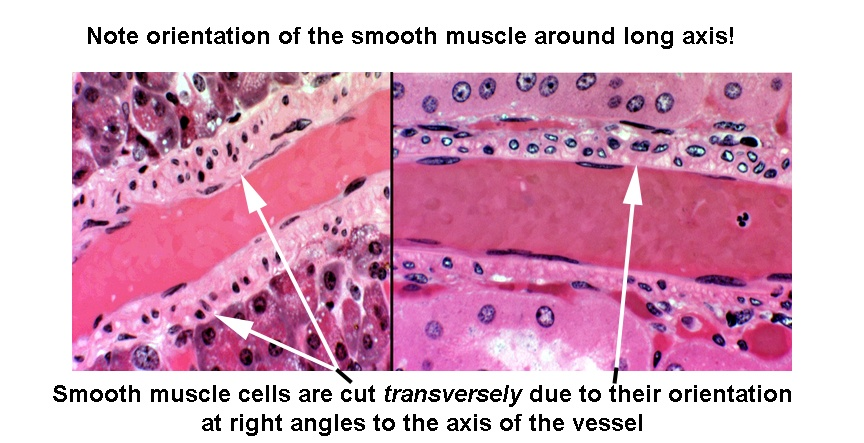 Note orientation of the smooth muscle around long axis!
Smooth muscle cells are cut transversely due to their orientation
at right angles to the axis of the vessel